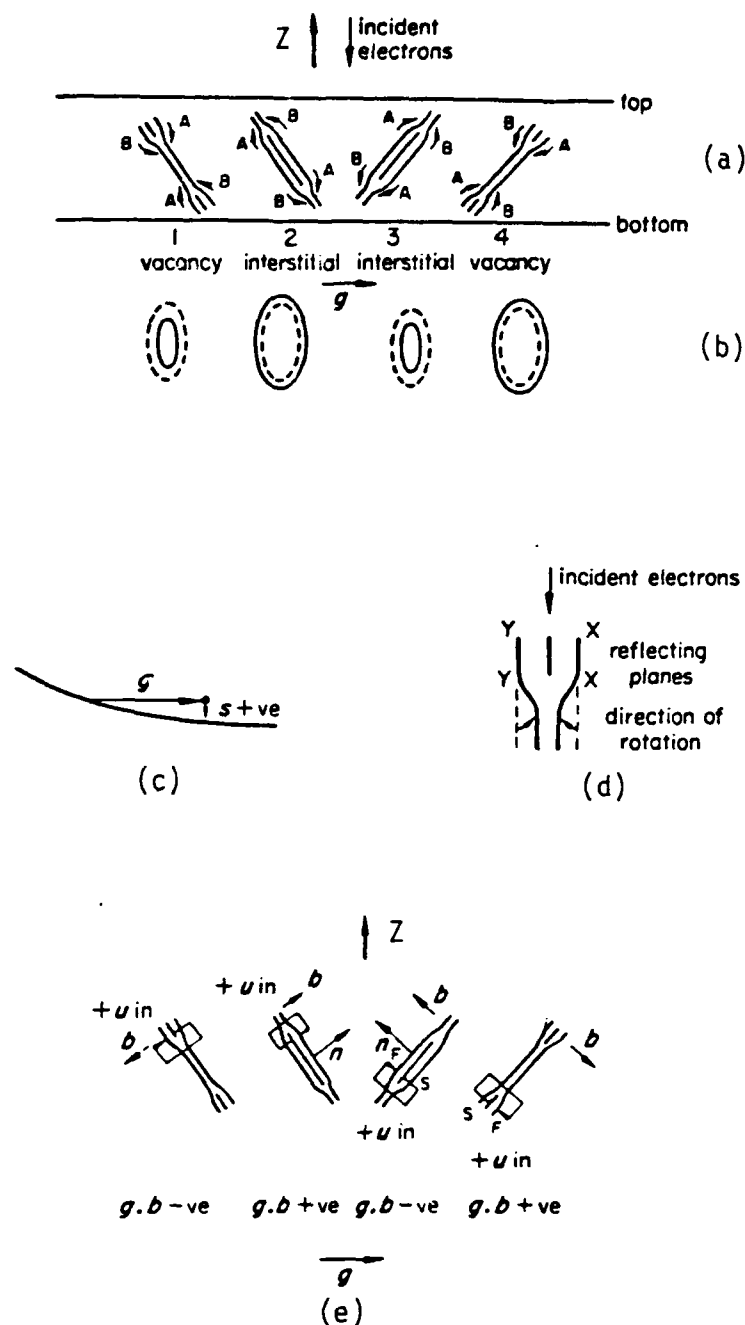 Z
incident
electrons
top
A B B A A B B A
(a)
B B A A B B A A
A B A B
bottom
1 2 3 4
vacancy interstitial interstitial vacancy
g
(b)
incident electrons
Y X
reflecting
planes
Y X
g
s+ve
direction of
rotation
(c)
(d)
Z
+u in
b
+u in
b
b
n
n
F
S
b
S
F
+u in
+u in
g.b-ve g.b+ve g.b-ve g.b+ve
g
(e)